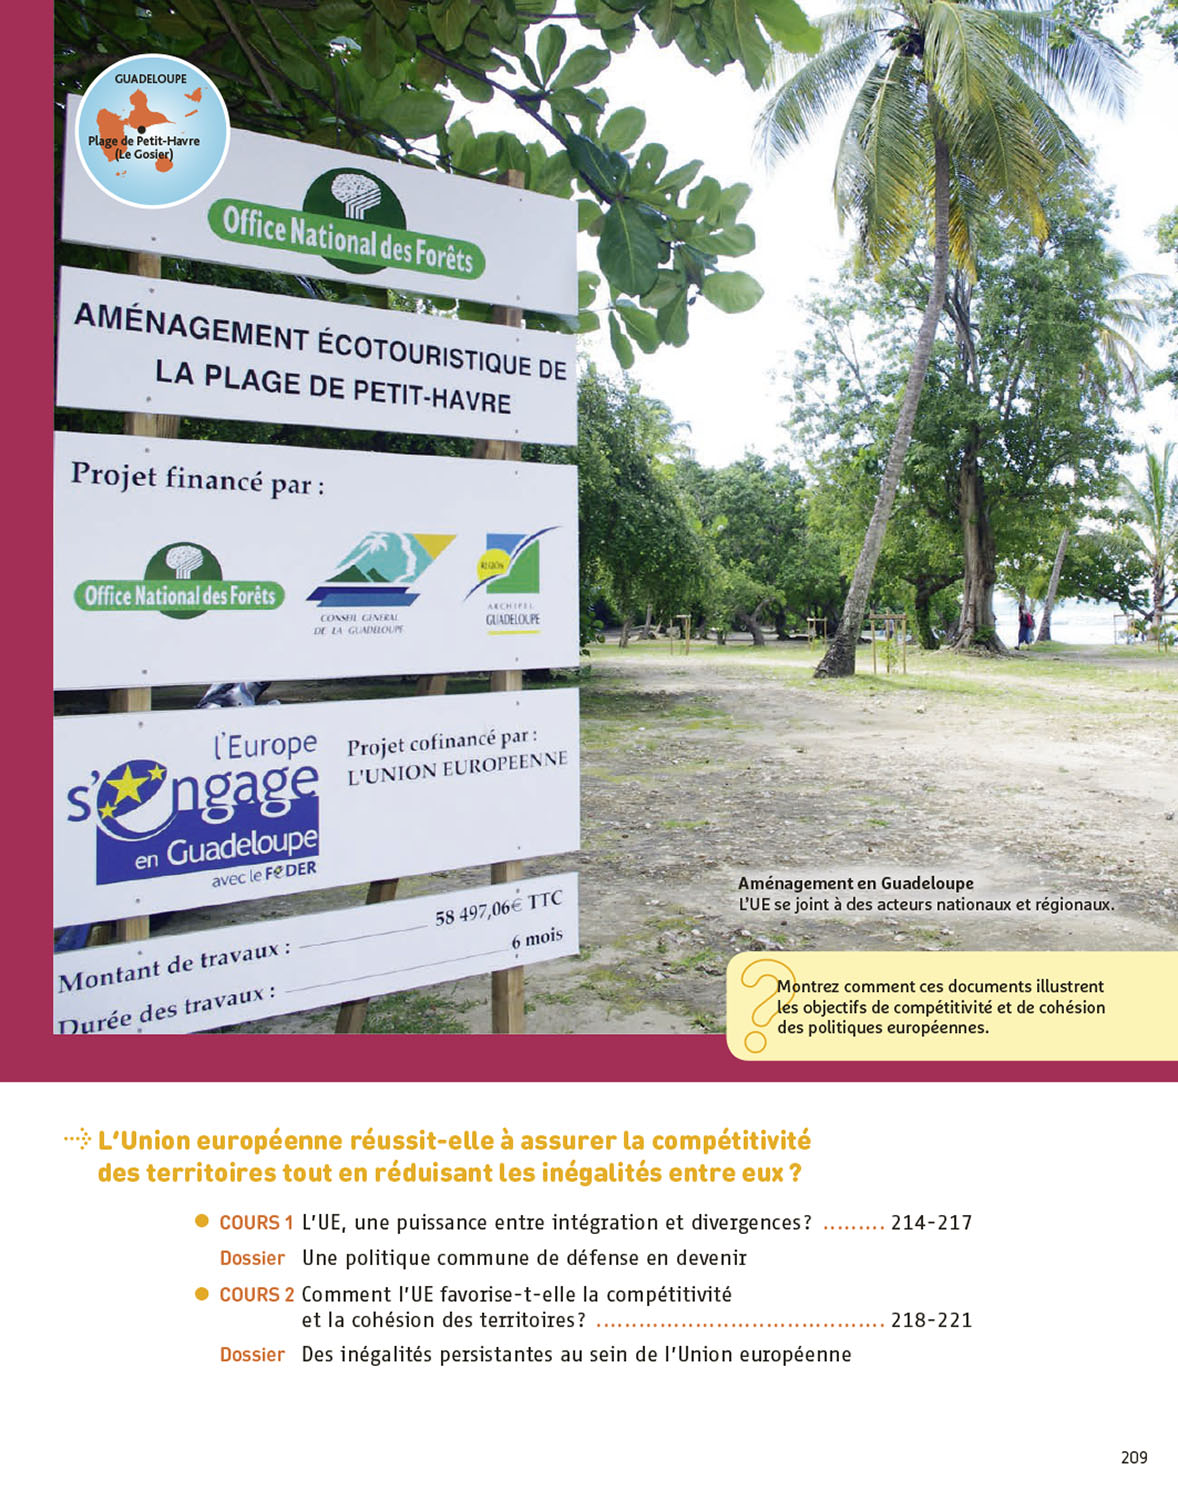 GUADELOUPE
Plage de Petit-Havre
(Le Gosier)
Office National des Forêts
AMÉNAGEMENT ÉCOTOURISTIQUE DE
LA PLAGE DE PETIT-HAVRE
Projet financé par :
Office National des Forêts
CONSEIL GENERAL
DE LA GUADELOUPE
REGION
ARCHIPEL
GUADELOUPE
l'Europe
s'engage
en Guadeloupe
avec le FEDER
Projet cofinancé par :
L'UNION EUROPEENNE
Montant de travaux : 58 497,06€ TTC
Durée des travaux : 6 mois
Aménagement en Guadeloupe
L'UE se joint à des acteurs nationaux et régionaux.
?
Montrez comment ces documents illustrent
les objectifs de compétitivité et de cohésion
des politiques européennes.
L'Union européenne réussit-elle à assurer la compétitivité
des territoires tout en réduisant les inégalités entre eux ?
COURS 1 L'UE, une puissance entre intégration et divergences ? ......... 214-217
Dossier Une politique commune de défense en devenir
COURS 2 Comment l'UE favorise-t-elle la compétitivité
et la cohésion des territoires ? ......................................... 218-221
Dossier Des inégalités persistantes au sein de l'Union européenne
209